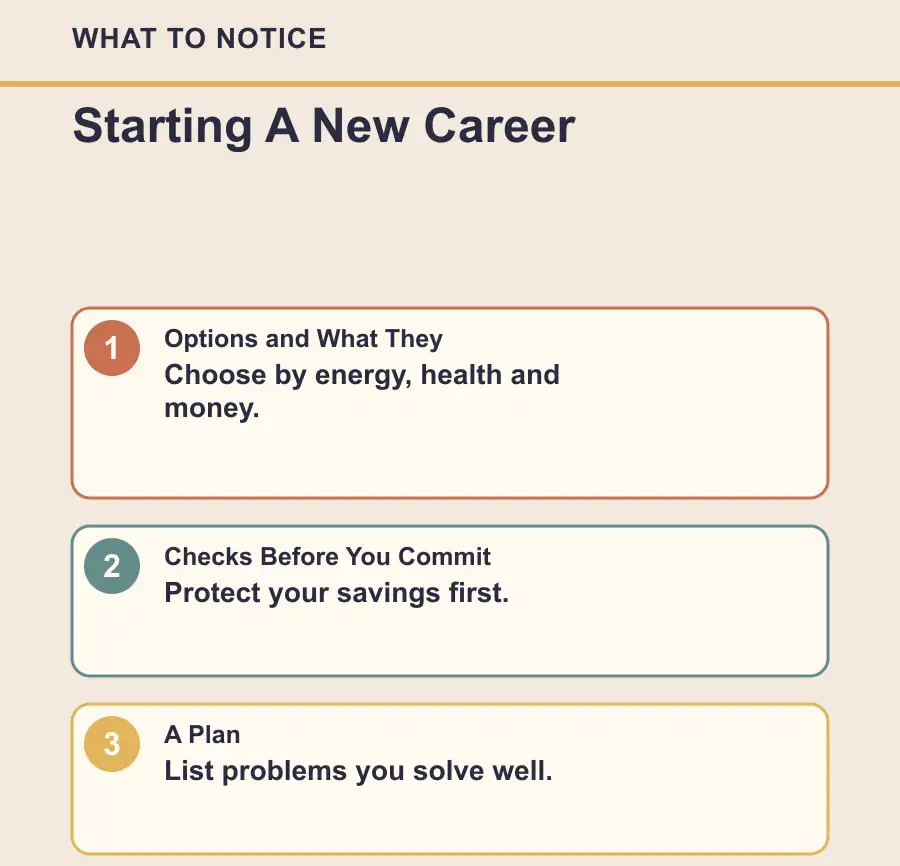 WHAT TO NOTICE
Starting A New Career
1
Options and What They
Choose by energy, health and
money.
2
Checks Before You Commit
Protect your savings first.
3
A Plan
List problems you solve well.